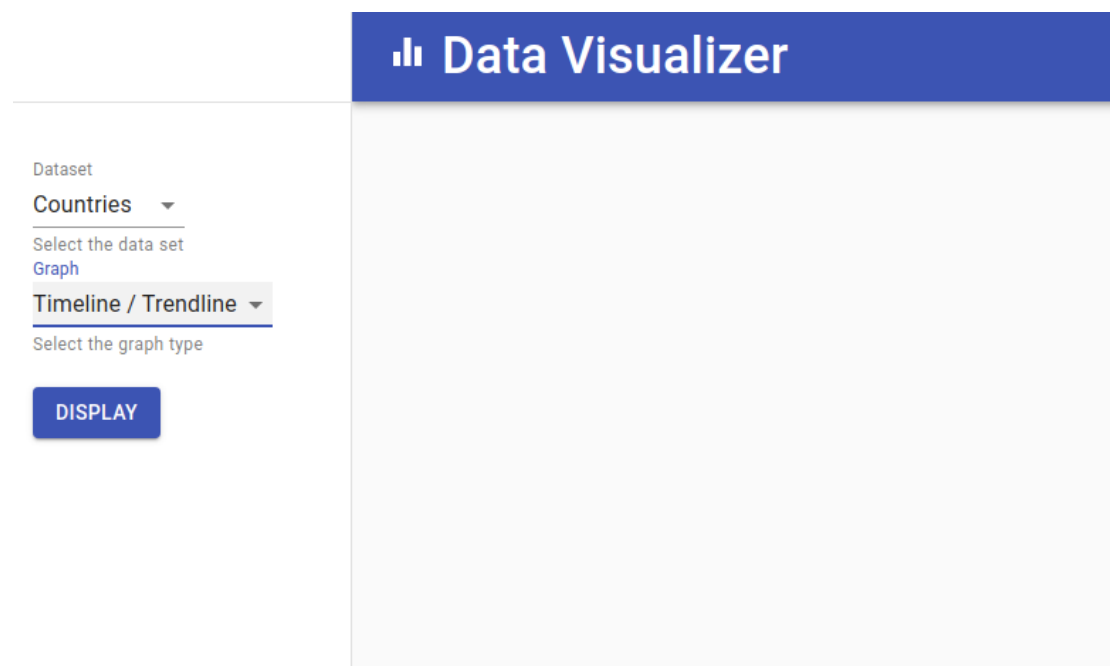 Data Visualizer
Dataset
Countries
Select the data set
Graph
Timeline / Trendline
Select the graph type
DISPLAY